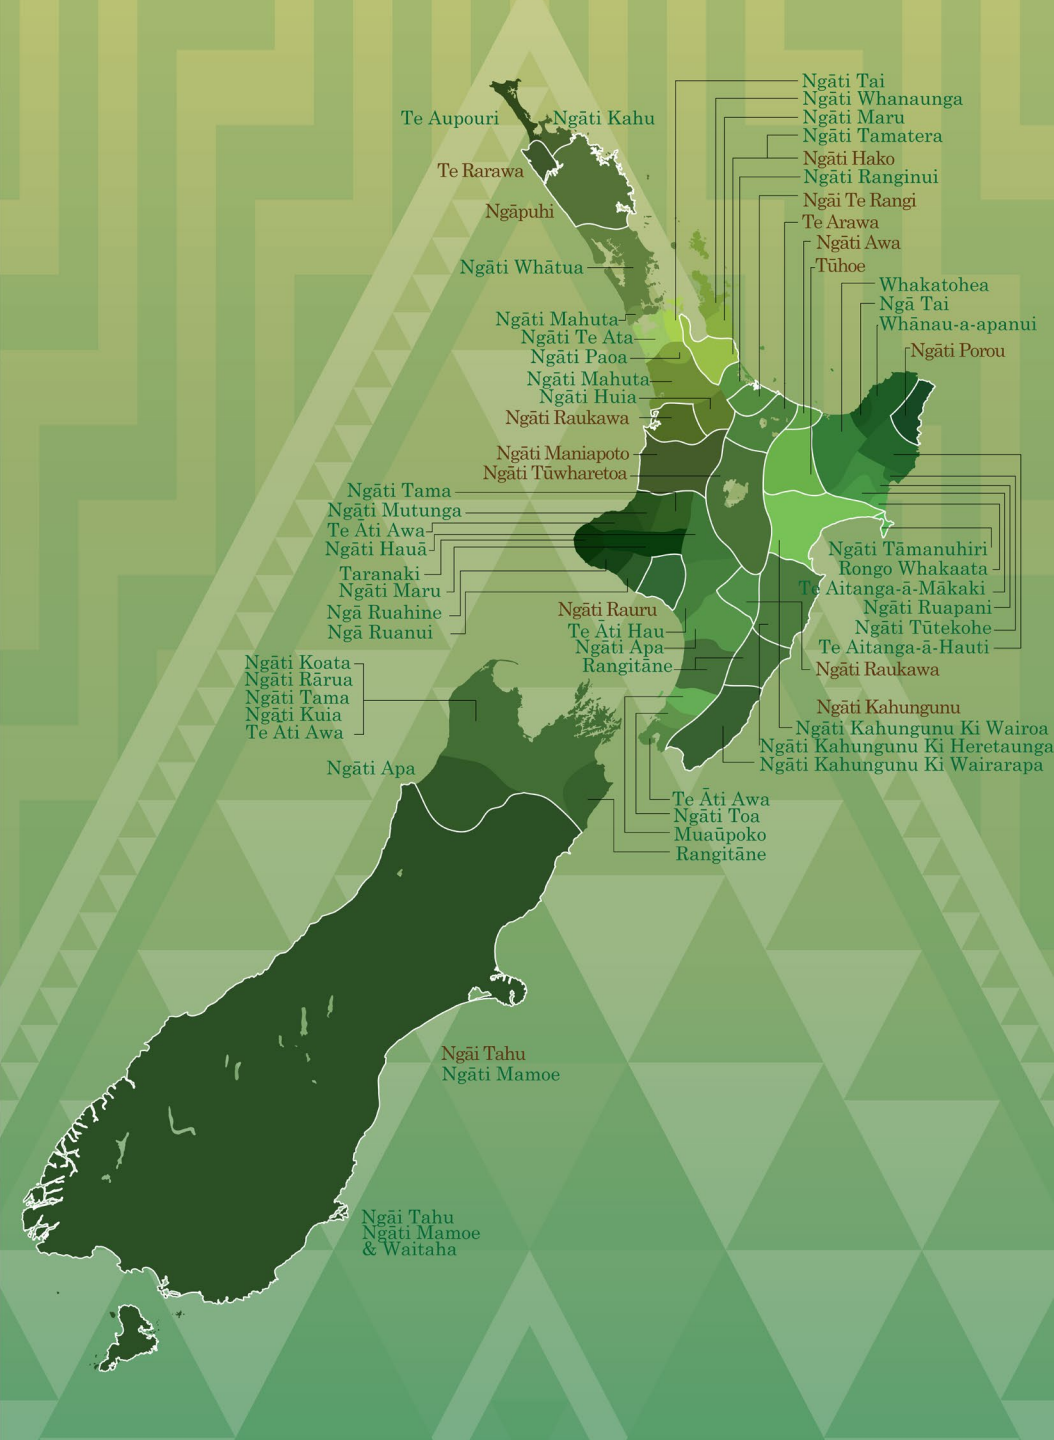 Te Aupouri
Ngāti Kahu
Te Rarawa
Ngāpuhi
Ngāti Whātua
Ngāti Mahuta
Ngāti Te Ata
Ngāti Paoa
Ngāti Mahuta
Ngāti Huia
Ngāti Raukawa
Ngāti Maniapoto
Ngāti Tūwharetoa
Ngāti Tama
Ngāti Mutunga
Te Āti Awa
Ngāti Hauā
Taranaki
Ngāti Maru
Ngā Ruahine
Ngā Ruanui
Ngāti Tai
Ngāti Whanaunga
Ngāti Maru
Ngāti Tamatera
Ngāti Hako
Ngāti Ranginui
Ngāi Te Rangi
Te Arawa
Ngāti Awa
Tūhoe
Whakatohea
Ngā Tai
Whānau-a-apanui
Ngāti Porou
Ngāti Tāmanuhiri
Rongo Whakaata
Te Aitanga-ā-Mākaki
Ngāti Ruapani
Ngāti Tūtekohe
Te Aitanga-ā-Hauti
Ngāti Raukawa
Ngāti Kahungunu
Ngāti Kahungunu Ki Wairoa
Ngāti Kahungunu Ki Heretaunga
Ngāti Kahungunu Ki Wairarapa
Ngāti Rauru
Te Āti Hau
Ngāti Apa
Rangitāne
Te Āti Awa
Ngāti Toa
Muaūpoko
Rangitāne
Ngāti Koata
Ngāti Rārua
Ngāti Tama
Ngāti Kuia
Te Āti Awa
Ngāti Apa
Ngāi Tahu
Ngāti Mamoe
Ngāi Tahu
Ngāti Mamoe
& Waitaha